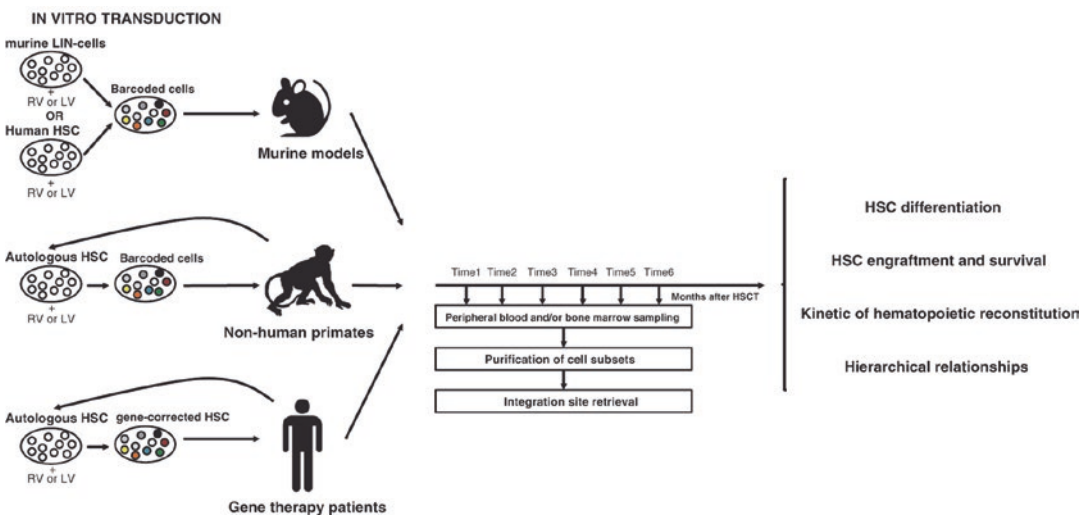 IN VITRO TRANSDUCTION
murine LIN-cells
+
RV or LV
OR
Human HSC
+
RV or LV
Barcoded cells
Murine models
Autologous HSC
+
RV or LV
Barcoded cells
Non-human primates
Autologous HSC
+
RV or LV
gene-corrected HSC
Gene therapy patients
Time1 Time2 Time3 Time4 Time5 Time6
Months after HSCT
Peripheral blood and/or bone marrow sampling
Purification of cell subsets
Integration site retrieval
HSC differentiation
HSC engraftment and survival
Kinetic of hematopoietic reconstitution
Hierarchical relationships